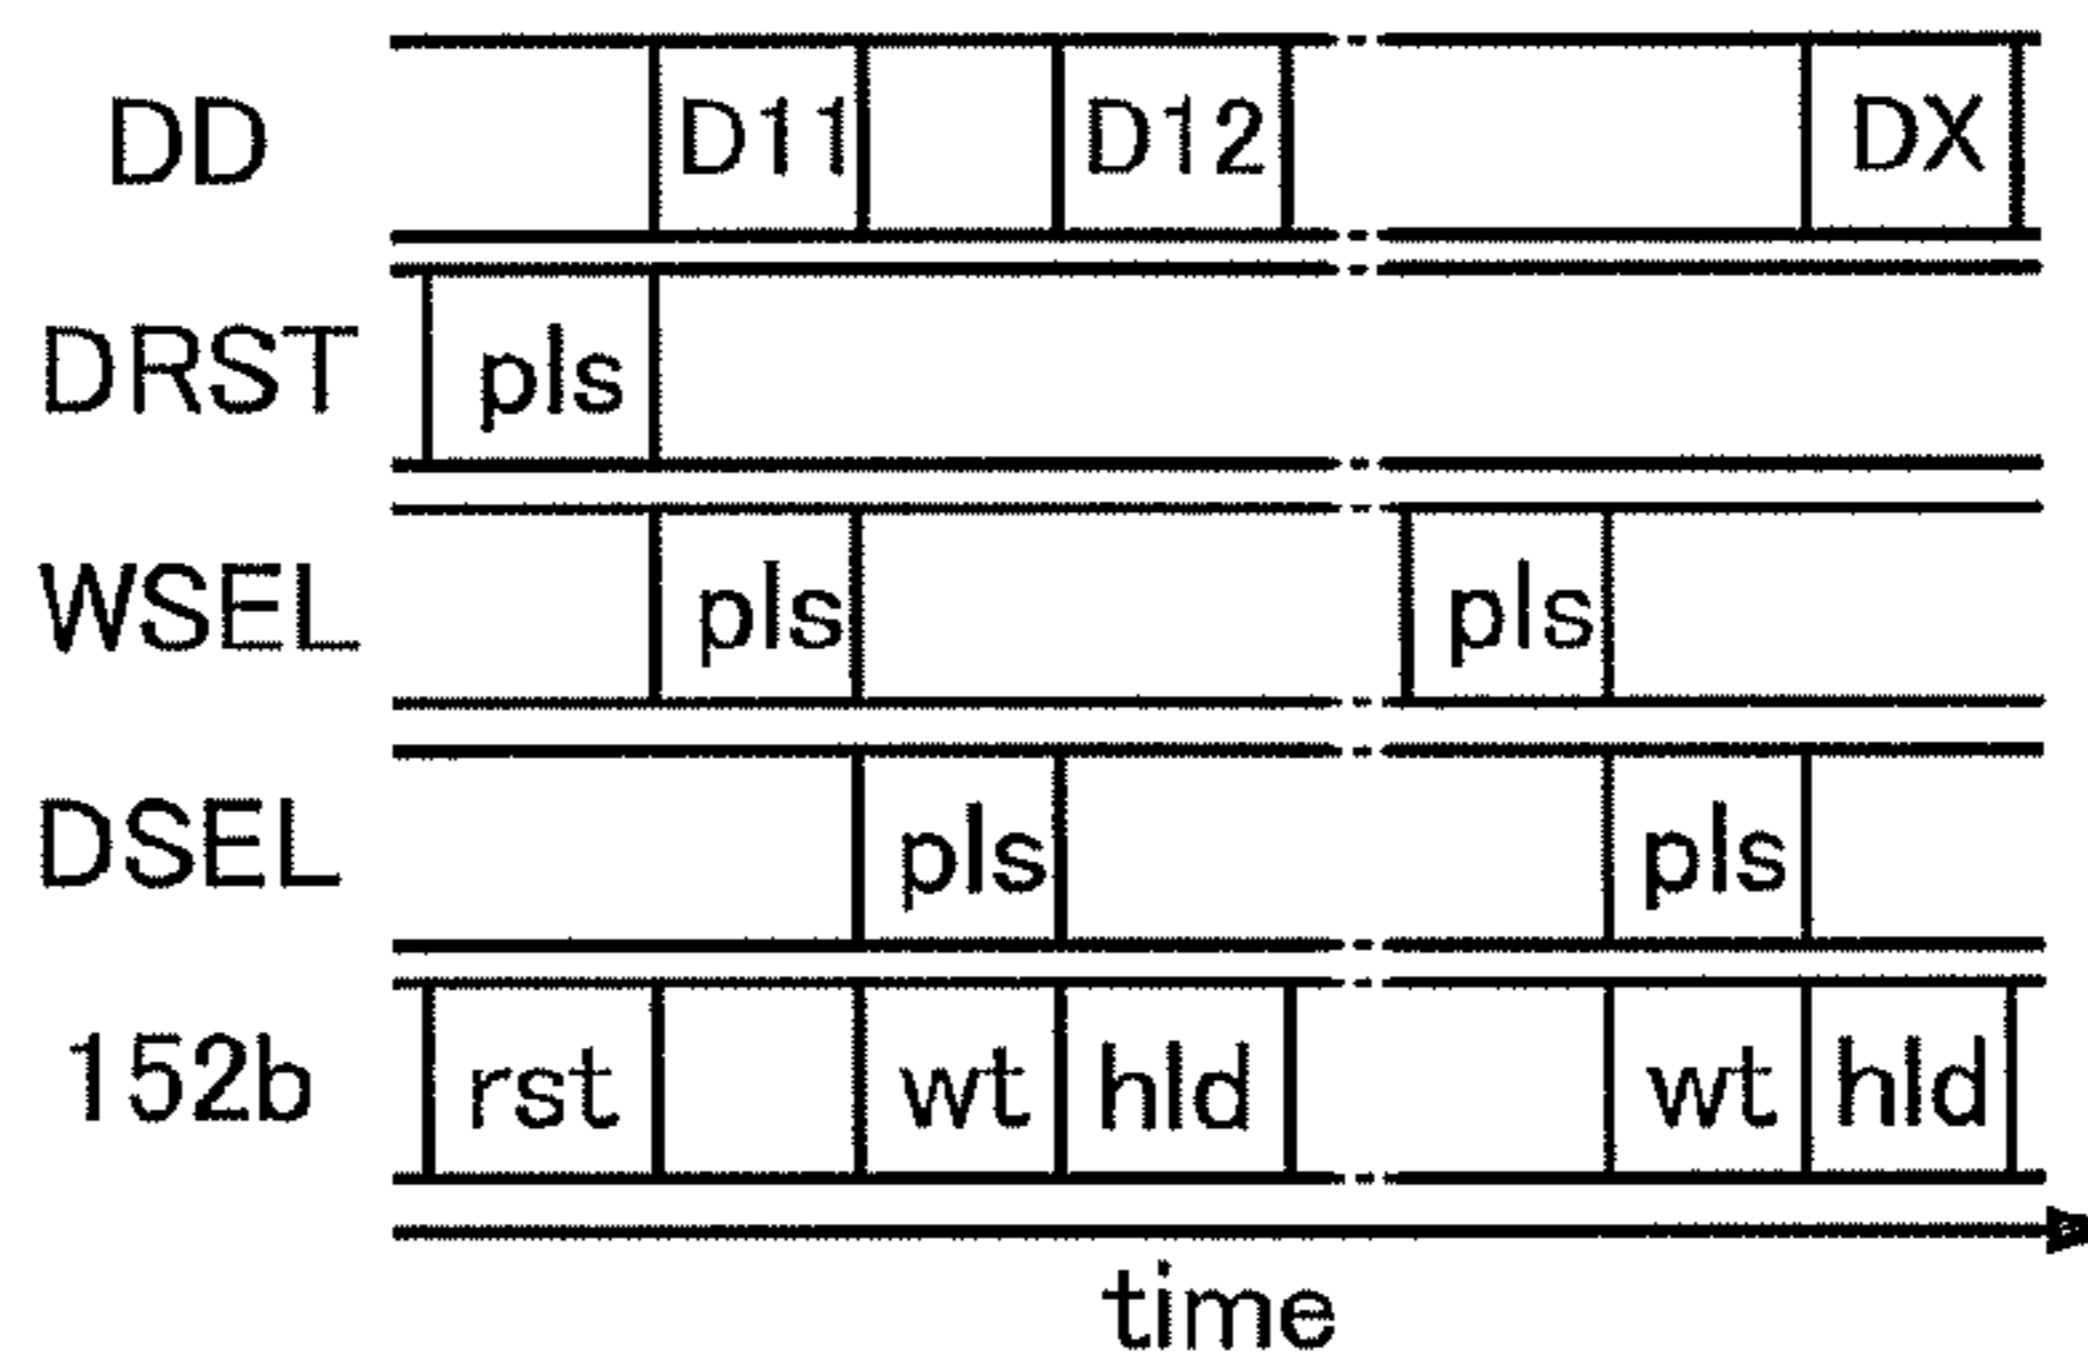 DD D11 D12 DX
DRST pls
WSEL pls pls
DSEL pls pls
152b rst wt hld wt hld
time